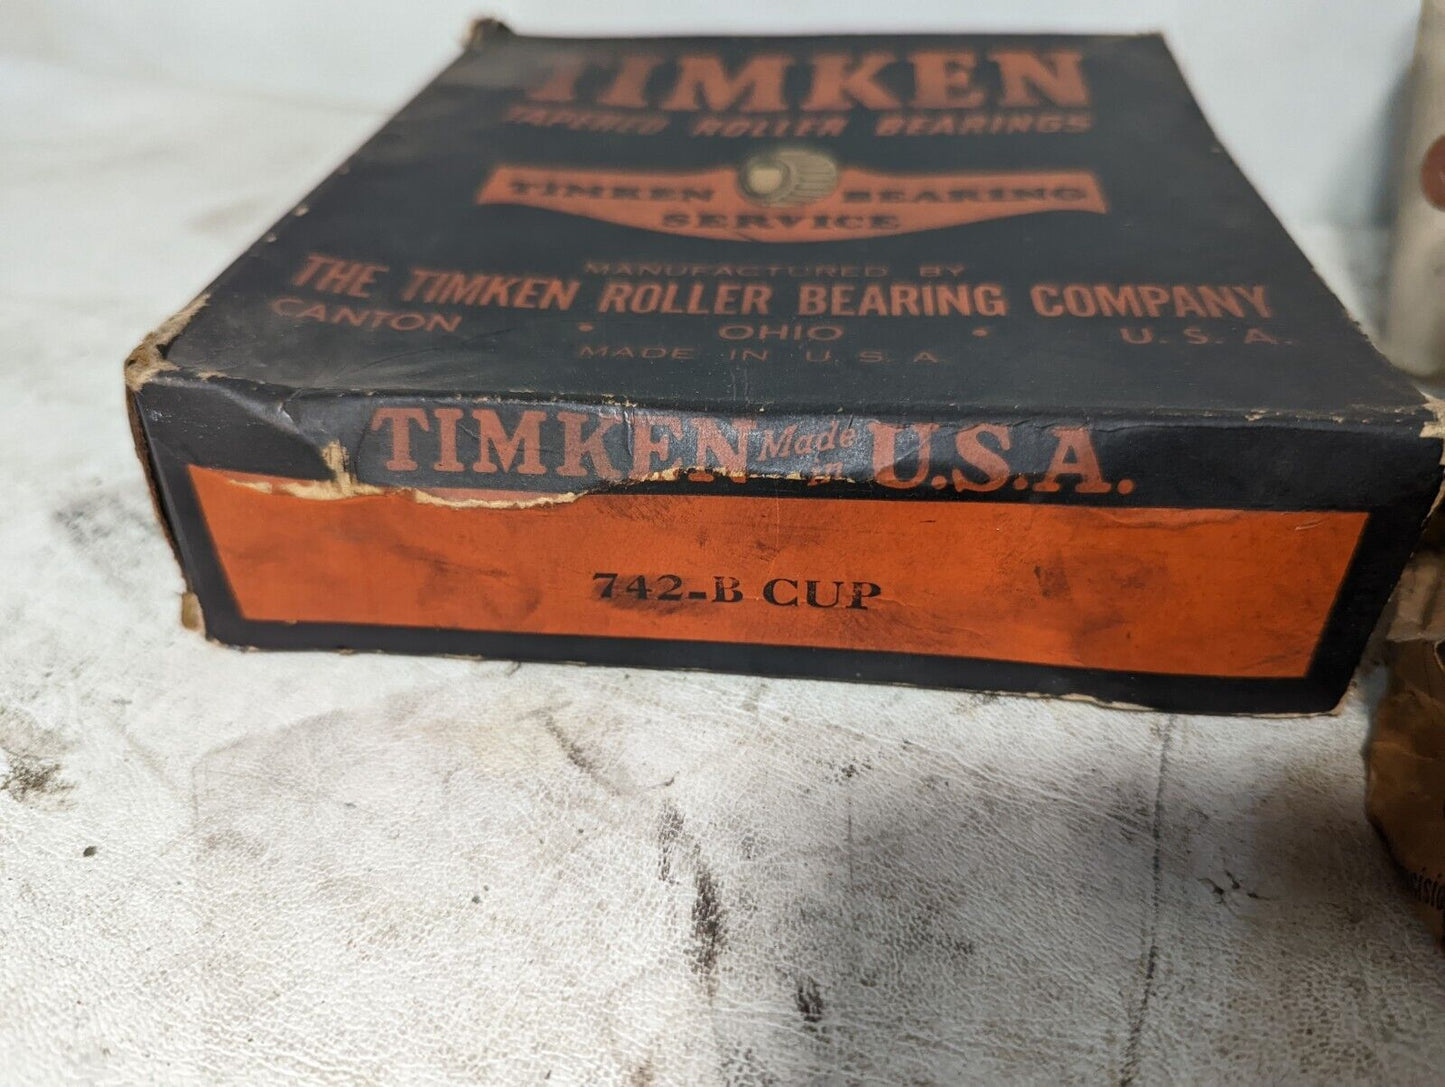 TIMKEN
TAPERED ROLLER BEARINGS
TIMKEN BEARING
SERVICE
MANUFACTURED BY
THE TIMKEN ROLLER BEARING COMPANY
CANTON • OHIO • U. S. A.
MADE IN U. S. A.
TIMKEN Made in U.S.A.
742-B CUP